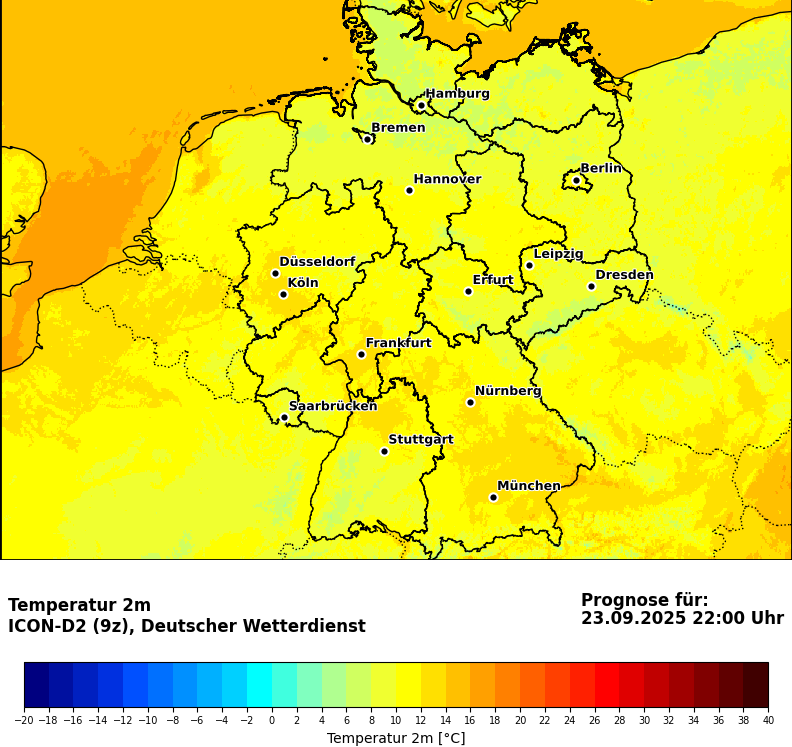 Hamburg
Bremen
Berlin
Hannover
Leipzig
Düsseldorf
Dresden
Köln
Erfurt
Frankfurt
Nürnberg
Saarbrücken
Stuttgart
München
Temperatur 2m
ICON-D2 (9z), Deutscher Wetterdienst
Prognose für:
23.09.2025 22:00 Uhr
−20 −18 −16 −14 −12 −10 −8 −6 −4 −2 0 2 4 6 8 10 12 14 16 18 20 22 24 26 28 30 32 34 36 38 40
Temperatur 2m [°C]